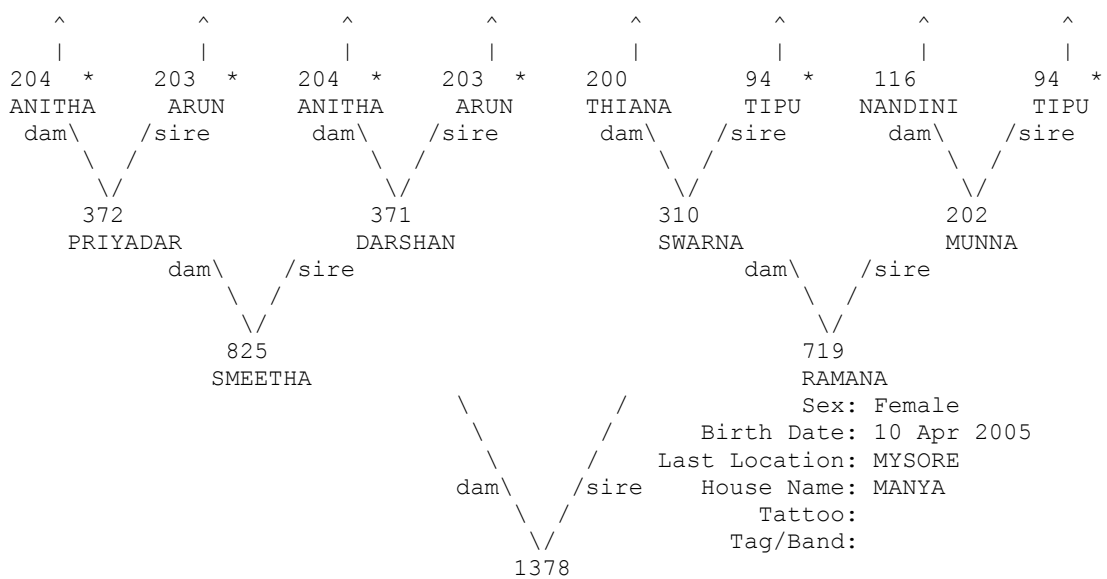 ^ ^ ^ ^ ^ ^ ^ ^
| | | | | | | |
204 * 203 * 204 * 203 * 200 94 * 116 94 *
ANITHA ARUN ANITHA ARUN THIANA TIPU NANDINI TIPU
dam\ /sire dam\ /sire dam\ /sire dam\ /sire
\ / \ / \ / \ /
\/ \/ \/ \/
372 371 310 202
PRIYADAR DARSHAN SWARNA MUNNA
dam\ /sire dam\ /sire
\ / \ /
\/ \/
825 719
SMEETHA RAMANA
\ / Sex: Female
\ / Birth Date: 10 Apr 2005
\ / Last Location: MYSORE
dam\ /sire House Name: MANYA
\ / Tattoo:
\/ Tag/Band:
1378